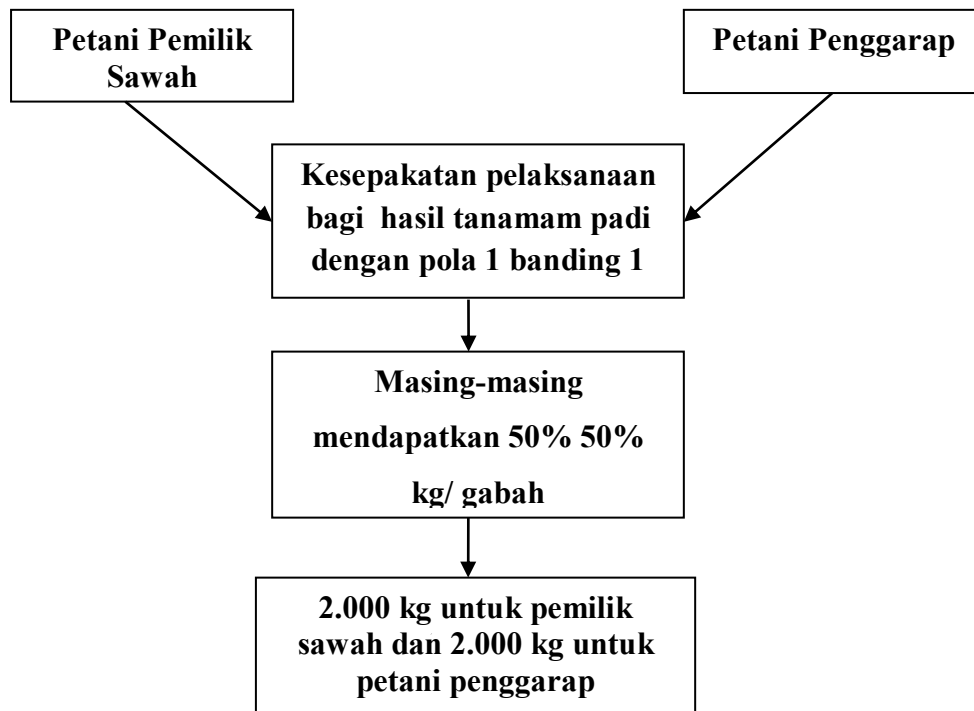 Petani Pemilik
Sawah
Petani Penggarap
Kesepakatan pelaksanaan
bagi hasil tanamam padi
dengan pola 1 banding 1
Masing-masing
mendapatkan 50% 50%
kg/ gabah
2.000 kg untuk pemilik
sawah dan 2.000 kg untuk
petani penggarap